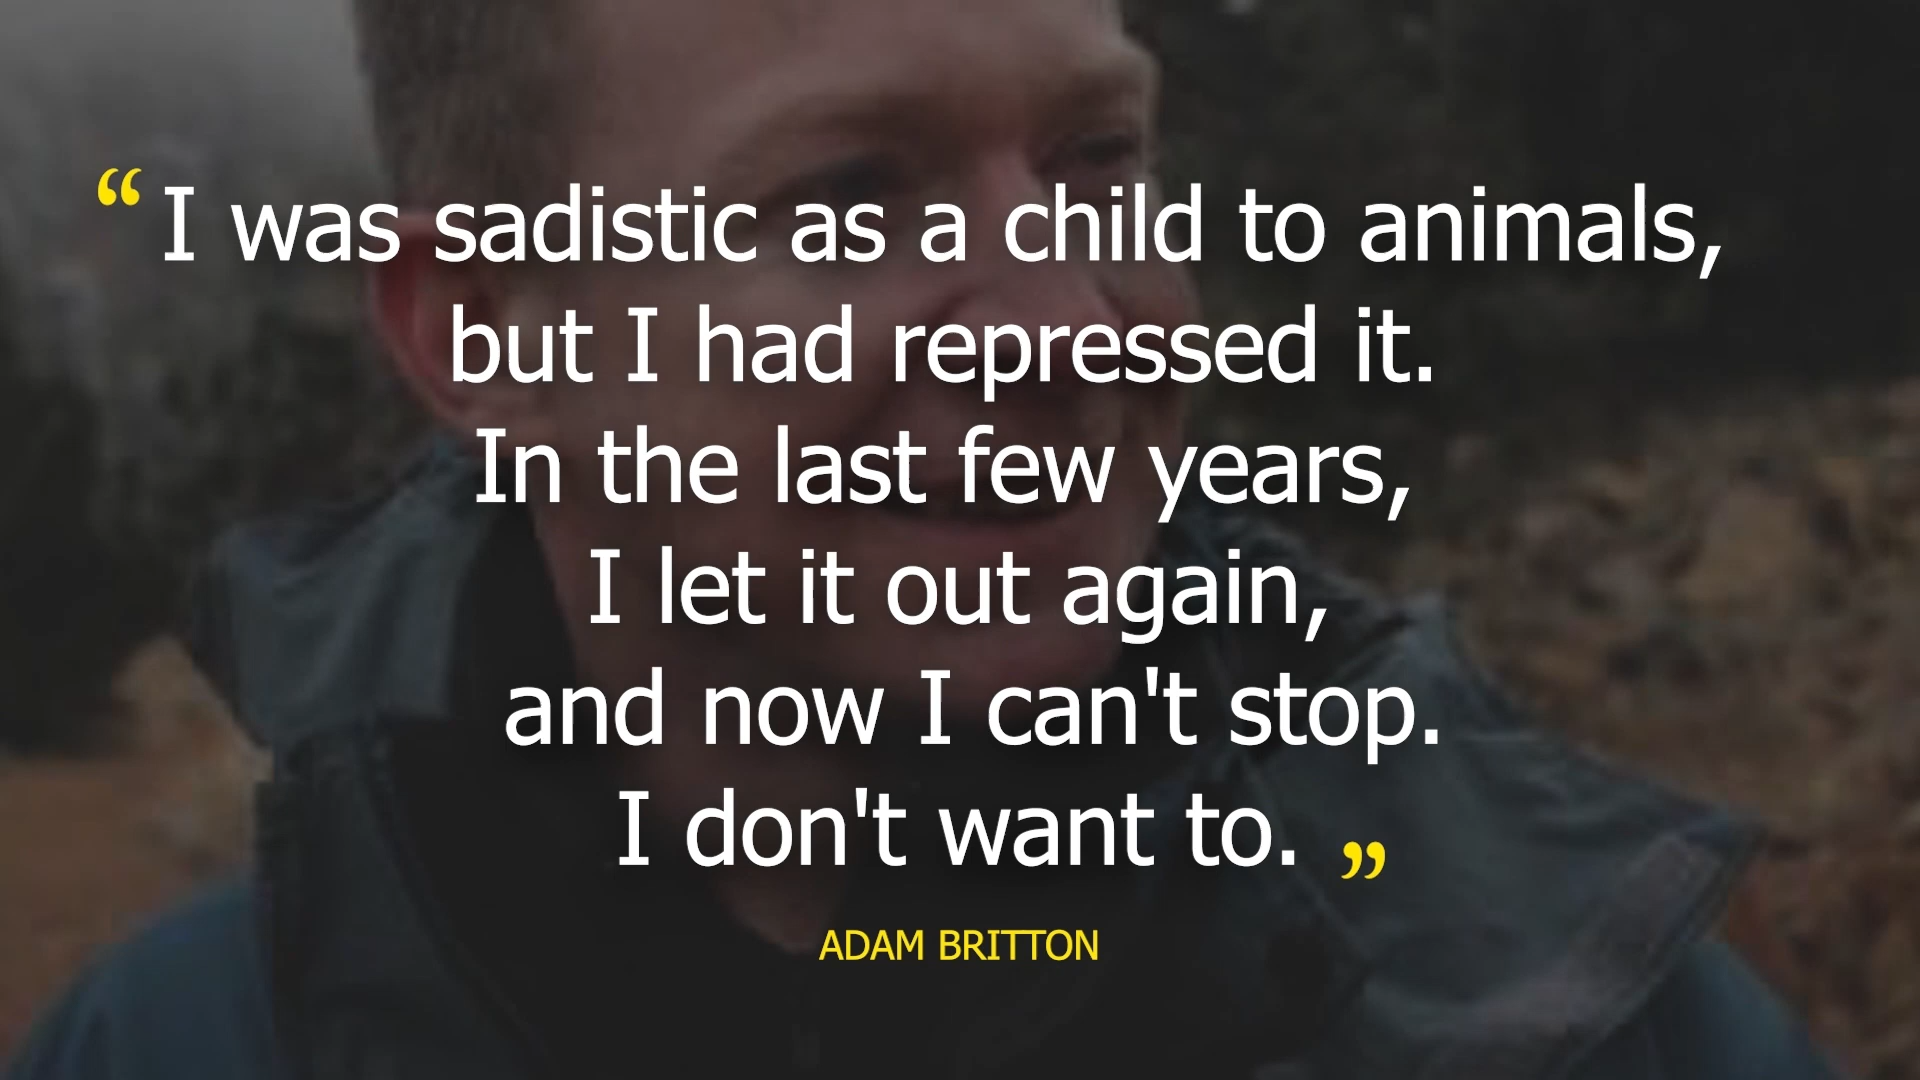 “ I was sadistic as a child to animals,
but I had repressed it.
In the last few years,
I let it out again,
and now I can't stop.
I don't want to. ”
ADAM BRITTON